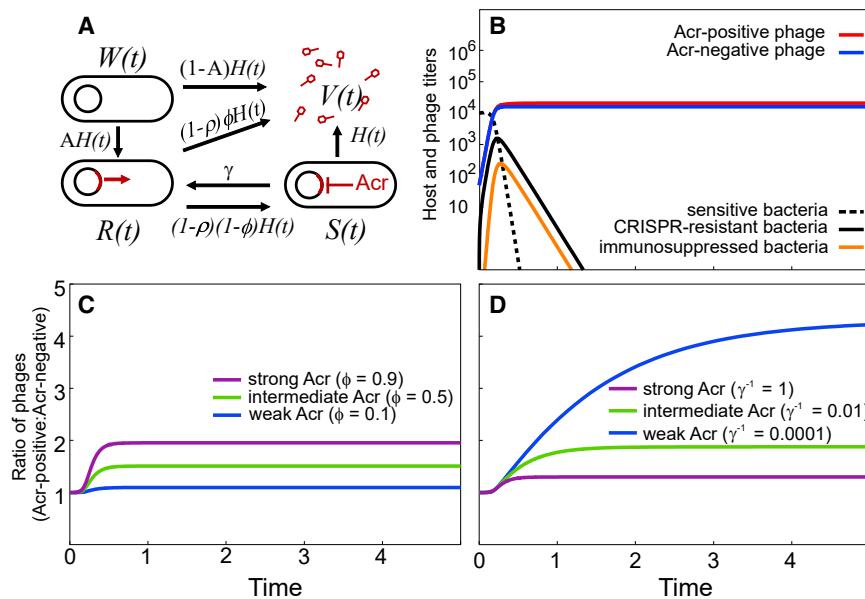 A
W(t)
(1-A)H(t)
V(t)
AH(t)
(1-ρ)ϕH(t)
H(t)
γ
Acr
R(t)
(1-ρ)(1-ϕ)H(t)
S(t)
B
Host and phage titers
10⁶
10⁵
10⁴
10³
10²
10
Acr-positive phage
Acr-negative phage
sensitive bacteria
CRISPR-resistant bacteria
immunosuppressed bacteria
C
Ratio of phages
(Acr-positive:Acr-negative)
5
4
3
2
1
strong Acr (ϕ = 0.9)
intermediate Acr (ϕ = 0.5)
weak Acr (ϕ = 0.1)
0 1 2 3 4
Time
D
strong Acr (γ⁻¹ = 1)
intermediate Acr (γ⁻¹ = 0.01)
weak Acr (γ⁻¹ = 0.0001)
0 1 2 3 4
Time